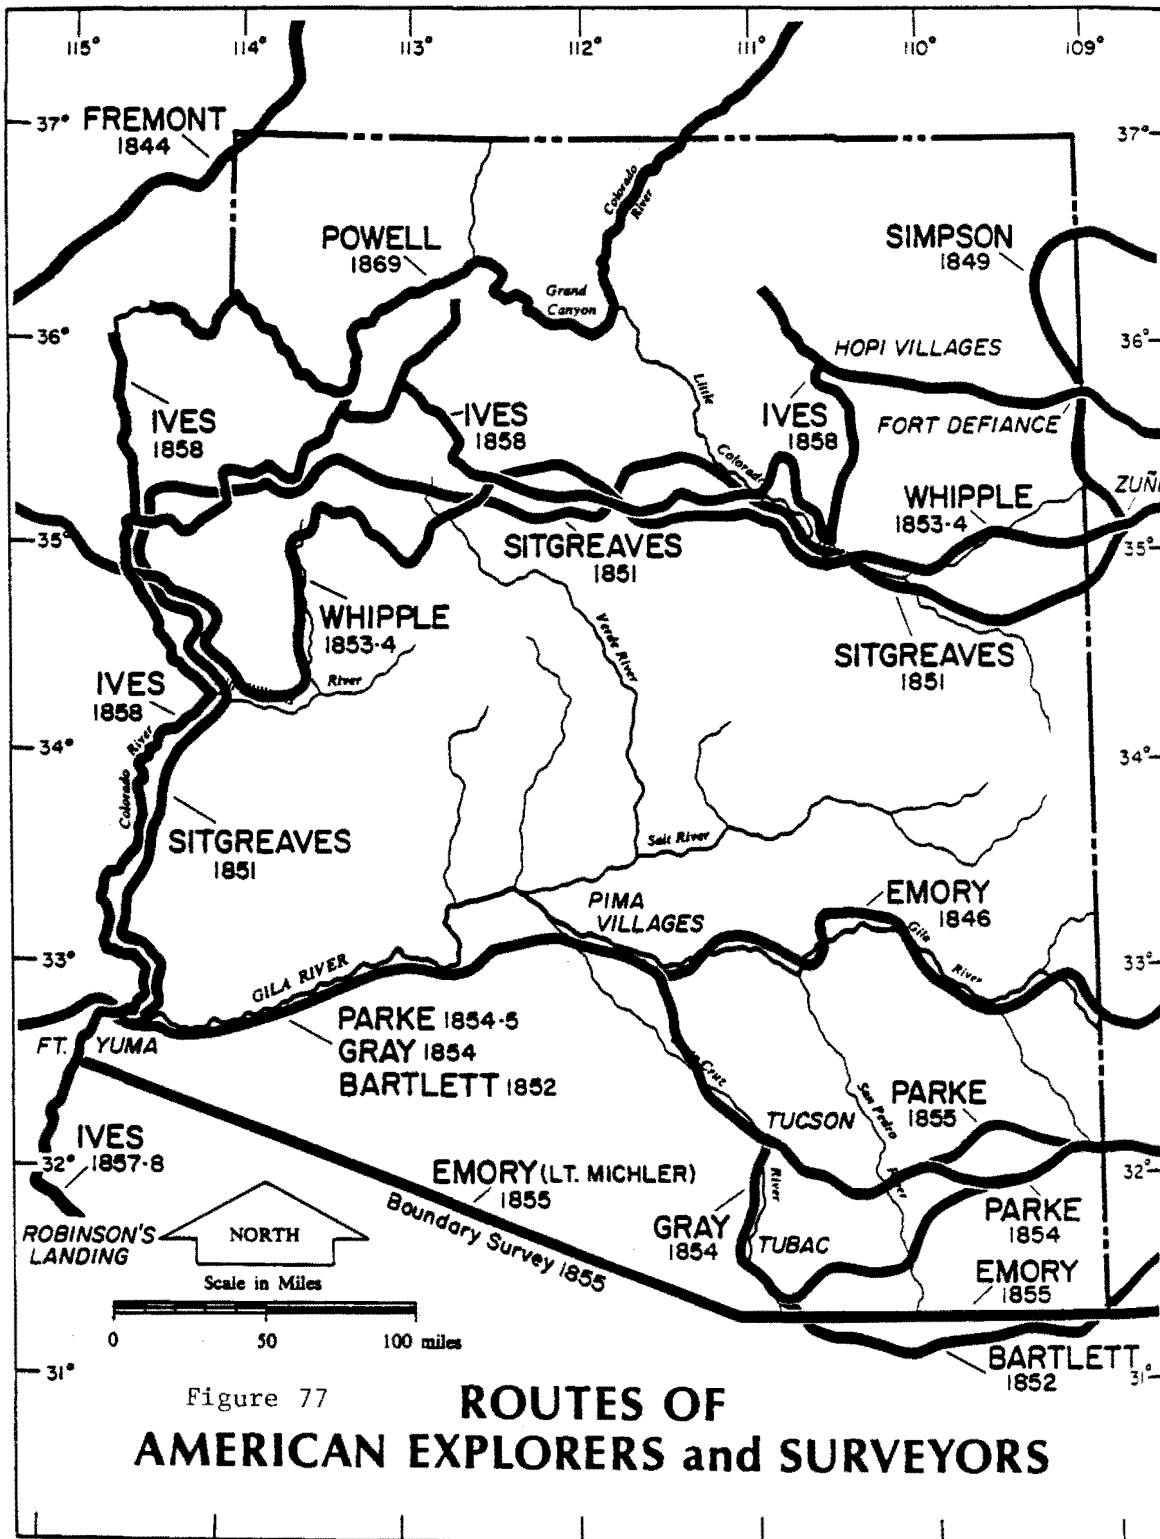 115° 114° 113° 112° 111° 110° 109°
37°
37°
FREMONT
1844
Colorado
River
POWELL
1869
SIMPSON
1849
Grand
Canyon
36°
36°
HOPI VILLAGES
Little
Colorado
IVES
1858
IVES
1858
IVES
1858
FORT DEFIANCE
WHIPPLE
1853-4
ZUÑI
35°
35°
SITGREAVES
1851
WHIPPLE
1853-4
Verde River
SITGREAVES
1851
IVES
1858
River
Colorado River
34°
34°
SITGREAVES
1851
Salt River
PIMA
VILLAGES
EMORY
1846
Gila
River
33°
33°
GILA RIVER
PARKE 1854-5
GRAY 1854
BARTLETT 1852
FT. YUMA
Cruz
River
San Pedro
River
PARKE
1855
TUCSON
IVES
1857-8
32°
32°
EMORY (LT. MICHLER)
1855
Boundary Survey 1855
GRAY
1854
TUBAC
PARKE
1854
EMORY
1855
ROBINSON'S
LANDING
NORTH
Scale in Miles
0 50 100 miles
BARTLETT
1852
31°
31°
Figure 77
ROUTES OF
AMERICAN EXPLORERS and SURVEYORS